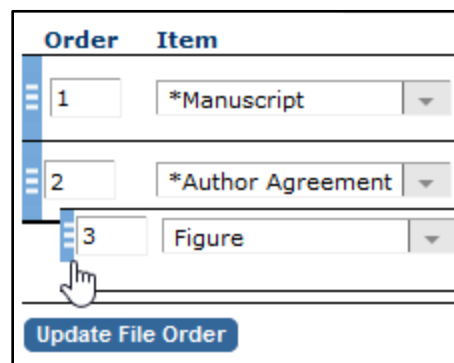 Order Item
1 *Manuscript
2 *Author Agreement
3 Figure
Update File Order